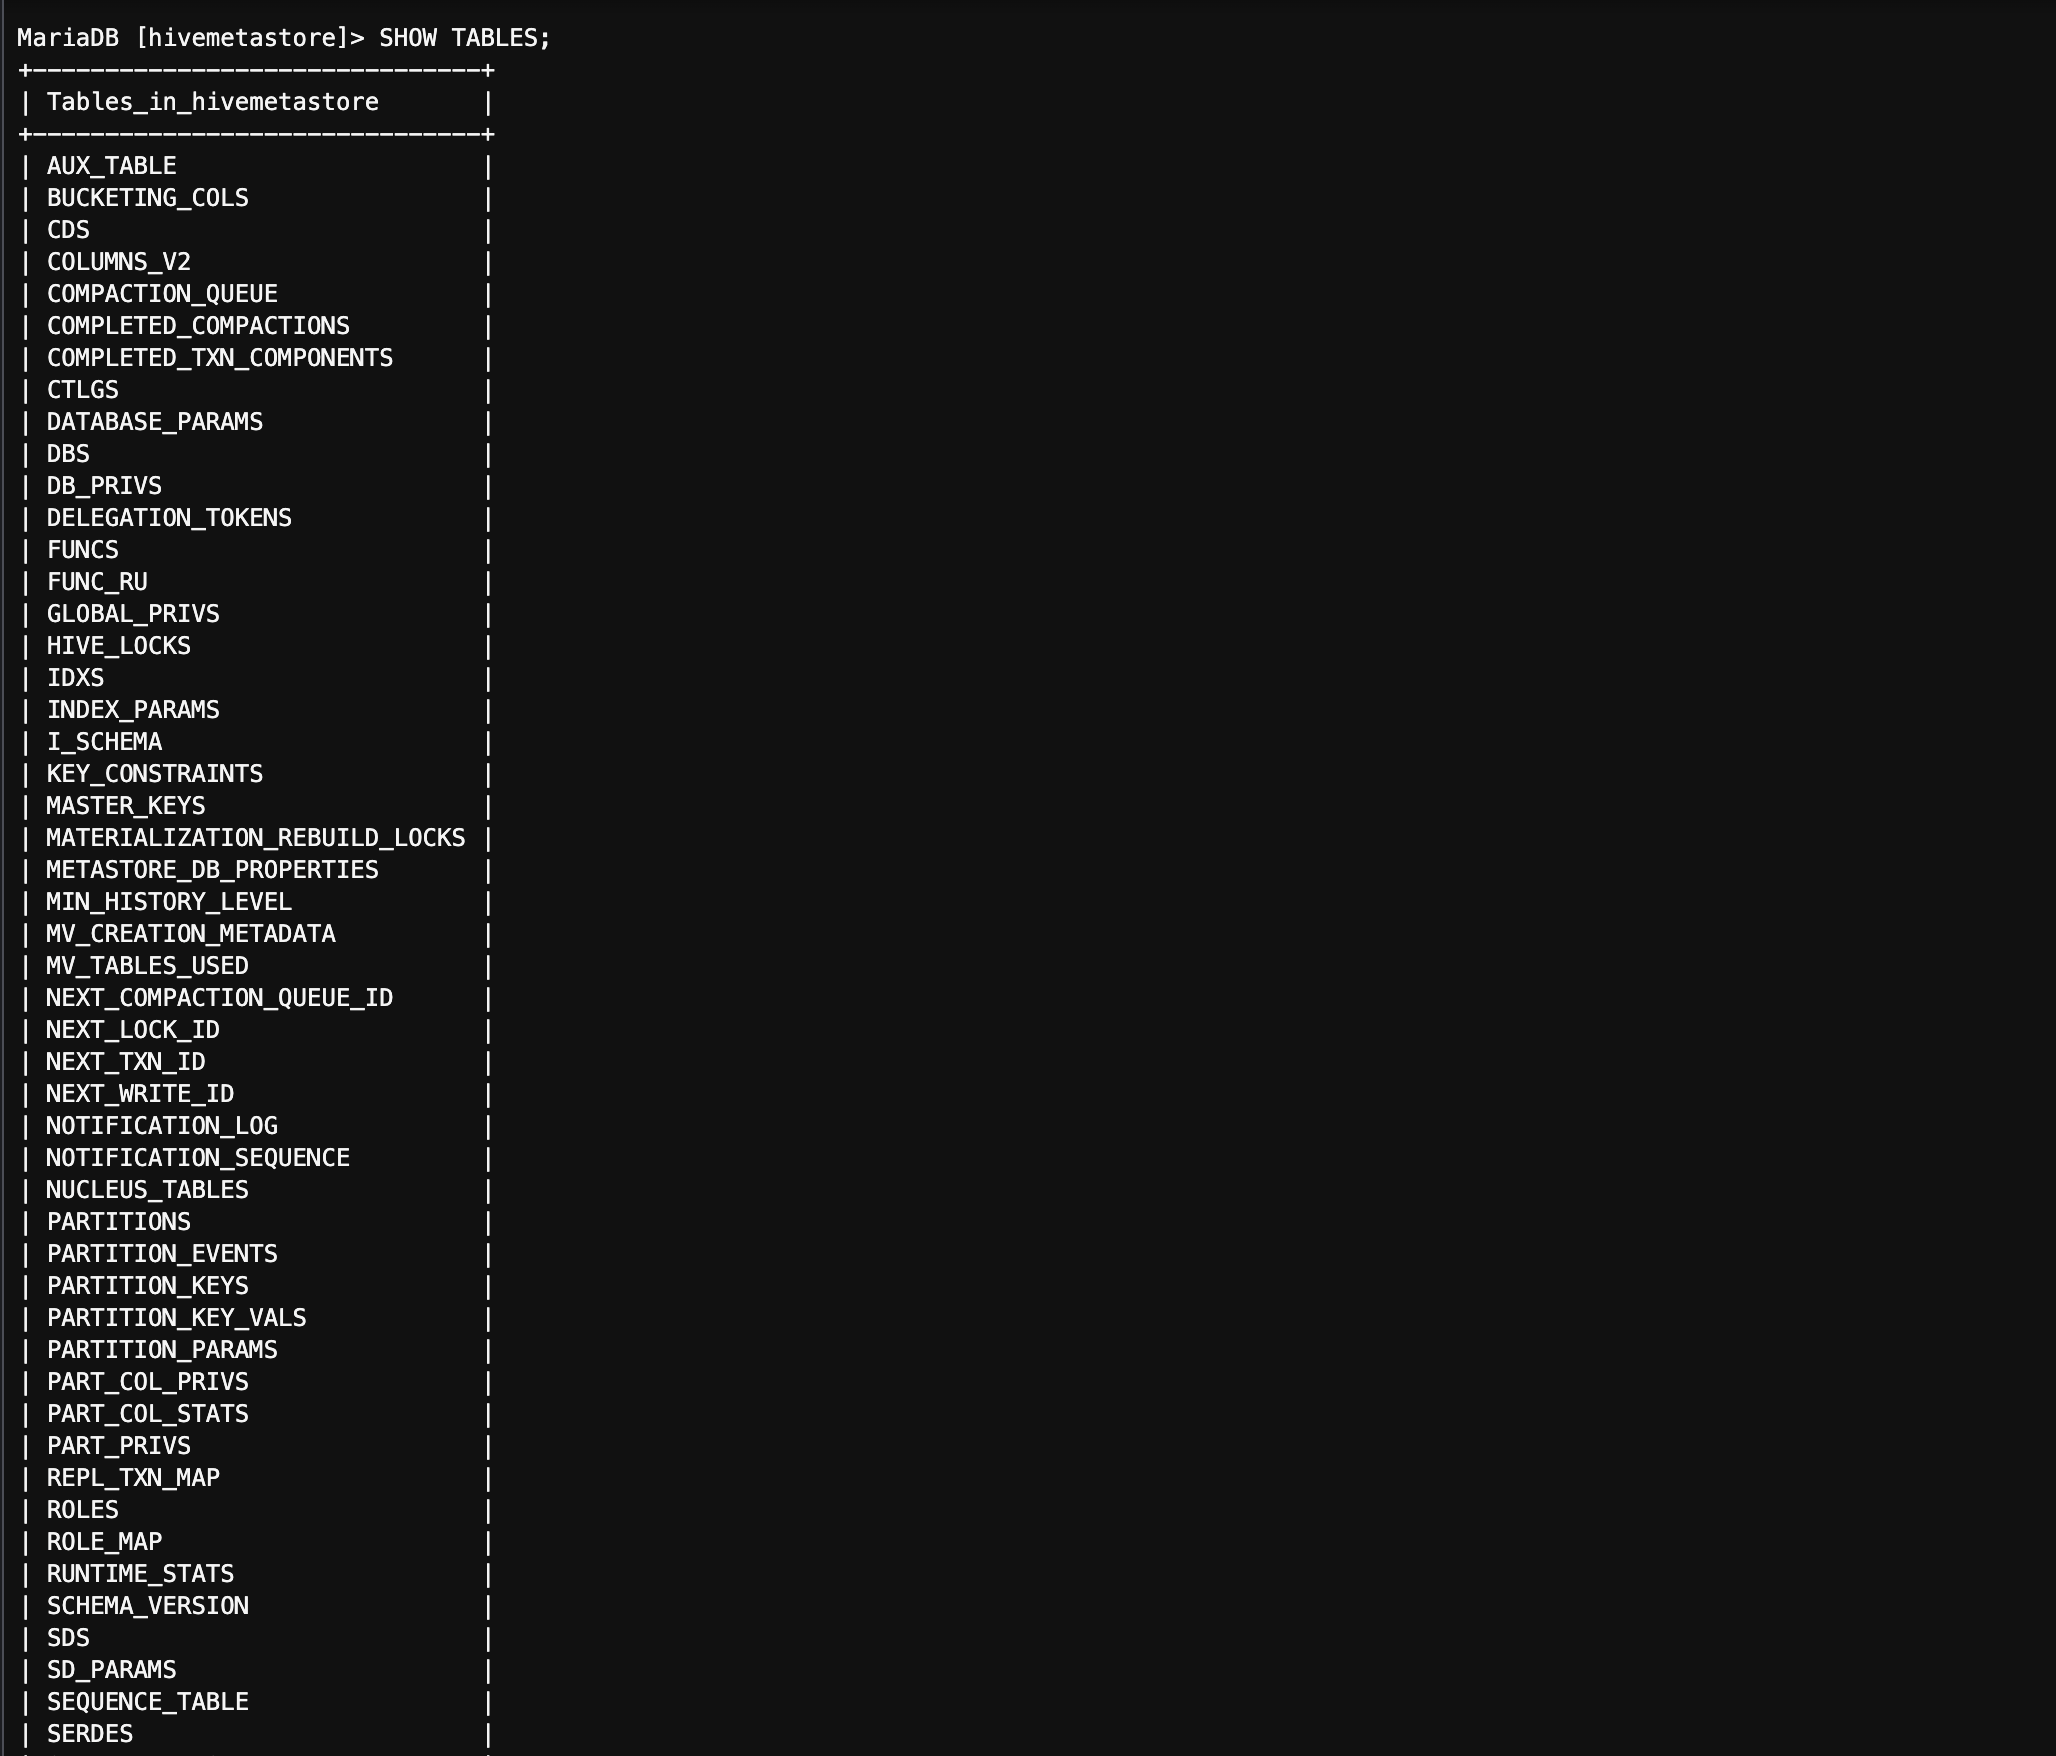 MariaDB [hivemetastore]> SHOW TABLES;
+-------------------------------+
| Tables_in_hivemetastore       |
+-------------------------------+
| AUX_TABLE                     |
| BUCKETING_COLS                |
| CDS                           |
| COLUMNS_V2                    |
| COMPACTION_QUEUE              |
| COMPLETED_COMPACTIONS         |
| COMPLETED_TXN_COMPONENTS      |
| CTLGS                         |
| DATABASE_PARAMS               |
| DBS                           |
| DB_PRIVS                      |
| DELEGATION_TOKENS             |
| FUNCS                         |
| FUNC_RU                       |
| GLOBAL_PRIVS                  |
| HIVE_LOCKS                    |
| IDXS                          |
| INDEX_PARAMS                  |
| I_SCHEMA                      |
| KEY_CONSTRAINTS               |
| MASTER_KEYS                   |
| MATERIALIZATION_REBUILD_LOCKS |
| METASTORE_DB_PROPERTIES       |
| MIN_HISTORY_LEVEL             |
| MV_CREATION_METADATA          |
| MV_TABLES_USED                |
| NEXT_COMPACTION_QUEUE_ID      |
| NEXT_LOCK_ID                  |
| NEXT_TXN_ID                   |
| NEXT_WRITE_ID                 |
| NOTIFICATION_LOG              |
| NOTIFICATION_SEQUENCE         |
| NUCLEUS_TABLES                |
| PARTITIONS                    |
| PARTITION_EVENTS              |
| PARTITION_KEYS                |
| PARTITION_KEY_VALS            |
| PARTITION_PARAMS              |
| PART_COL_PRIVS                |
| PART_COL_STATS                |
| PART_PRIVS                    |
| REPL_TXN_MAP                  |
| ROLES                         |
| ROLE_MAP                      |
| RUNTIME_STATS                 |
| SCHEMA_VERSION                |
| SDS                           |
| SD_PARAMS                     |
| SEQUENCE_TABLE                |
| SERDES                        |